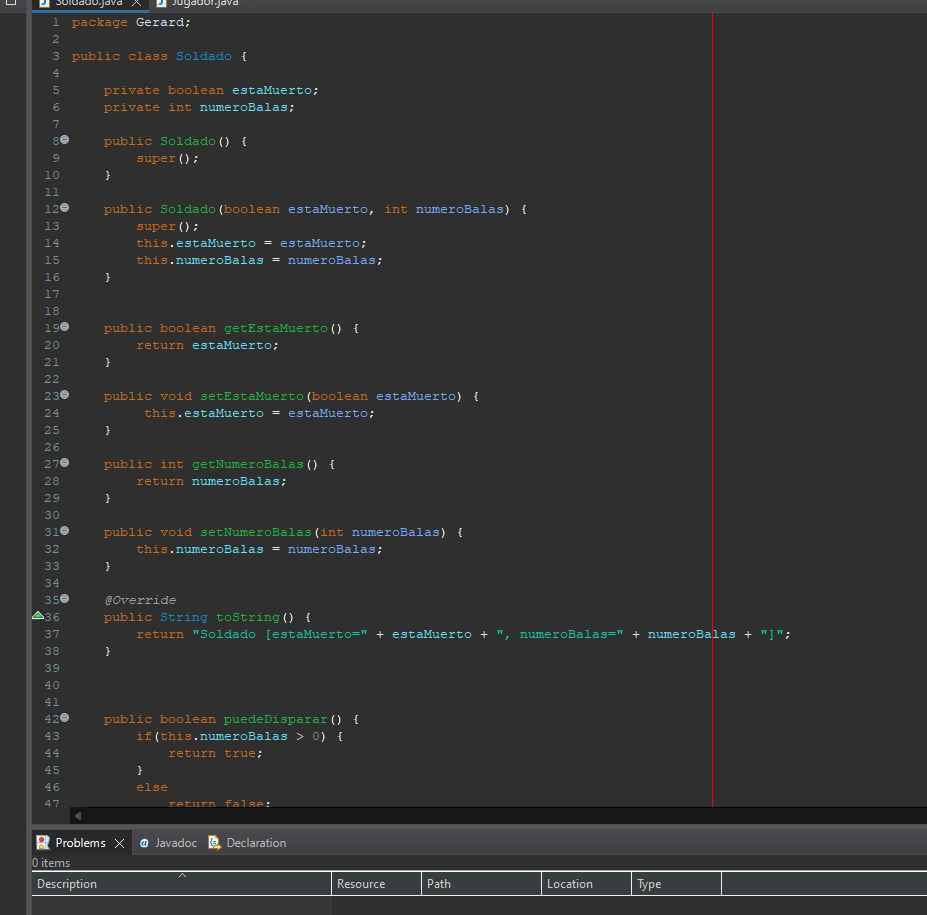 Soldado.java Jugador.java
1 package Gerard;
2
3 public class Soldado {
4
5 private boolean estaMuerto;
6 private int numeroBalas;
7
8 public Soldado() {
9 super();
10 }
11
12 public Soldado(boolean estaMuerto, int numeroBalas) {
13 super();
14 this.estaMuerto = estaMuerto;
15 this.numeroBalas = numeroBalas;
16 }
17
18
19 public boolean getEstaMuerto() {
20 return estaMuerto;
21 }
22
23 public void setEstaMuerto(boolean estaMuerto) {
24 this.estaMuerto = estaMuerto;
25 }
26
27 public int getNumeroBalas() {
28 return numeroBalas;
29 }
30
31 public void setNumeroBalas(int numeroBalas) {
32 this.numeroBalas = numeroBalas;
33 }
34
35 @Override
36 public String toString() {
37 return "Soldado [estaMuerto=" + estaMuerto + ", numeroBalas=" + numeroBalas + "]";
38 }
39
40
41
42 public boolean puedeDisparar() {
43 if(this.numeroBalas > 0) {
44 return true;
45 }
46 else
47 return false;
Problems @ Javadoc Declaration
0 items
Description Resource Path Location Type